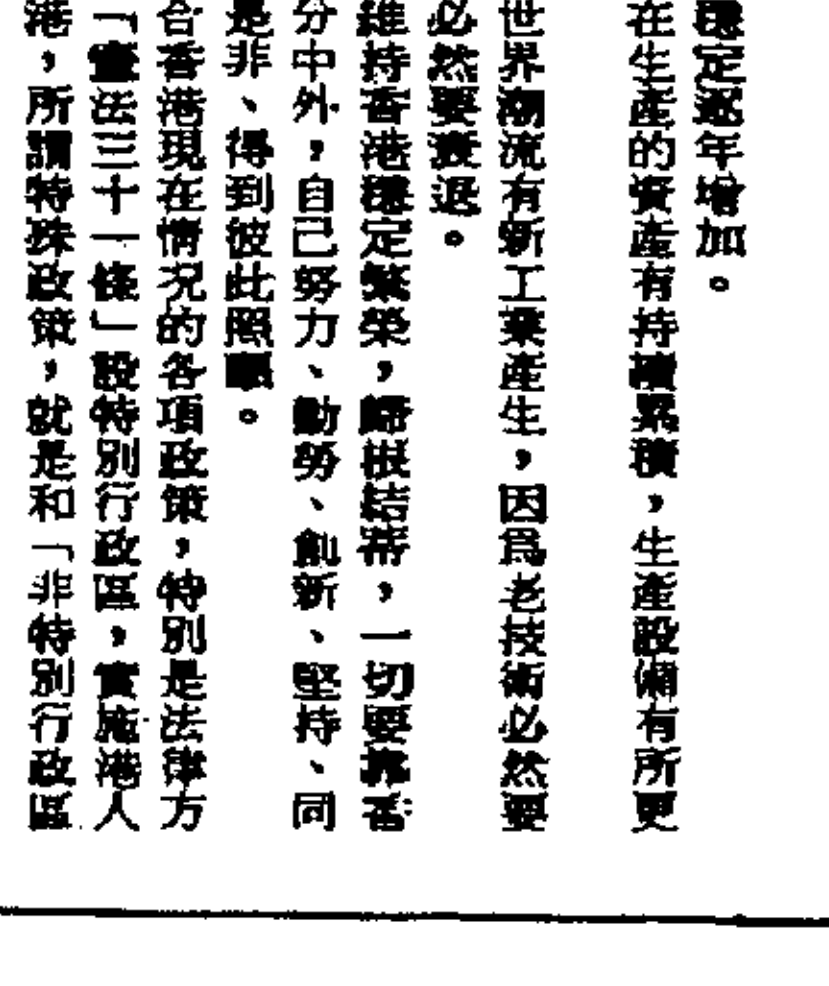 穩定逐年增加。
在生產的資產有持續累積，生產設備有所更
世界潮流有新工業產生，因爲老技術必然要
必然要衰退。
維持香港穩定繁榮，歸根結蒂，一切要靠香
分中外，自己努力、勤勞、創新、堅持、同
是非、得到彼此照顧。
合香港現在情況的各項政策，特別是法律方
「憲法三十一條」設特別行政區，實施港人
港，所謂特殊政策，就是和「非特別行政區